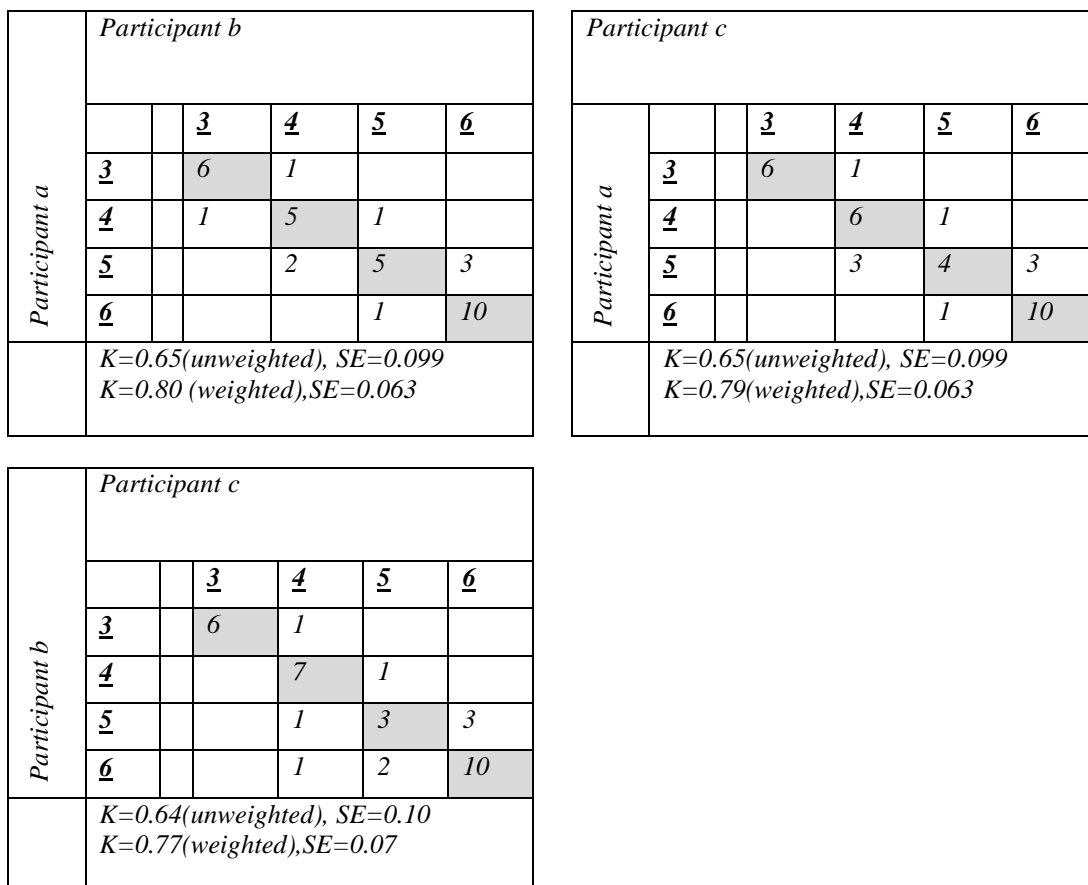 Participant b
3 4 5 6
Participant a
3 6 1
4 1 5 1
5 2 5 3
6 1 10
K=0.65(unweighted), SE=0.099
K=0.80 (weighted),SE=0.063
Participant c
3 4 5 6
Participant a
3 6 1
4 6 1
5 3 4 3
6 1 10
K=0.65(unweighted), SE=0.099
K=0.79(weighted),SE=0.063
Participant c
3 4 5 6
Participant b
3 6 1
4 7 1
5 1 3 3
6 1 2 10
K=0.64(unweighted), SE=0.10
K=0.77(weighted),SE=0.07